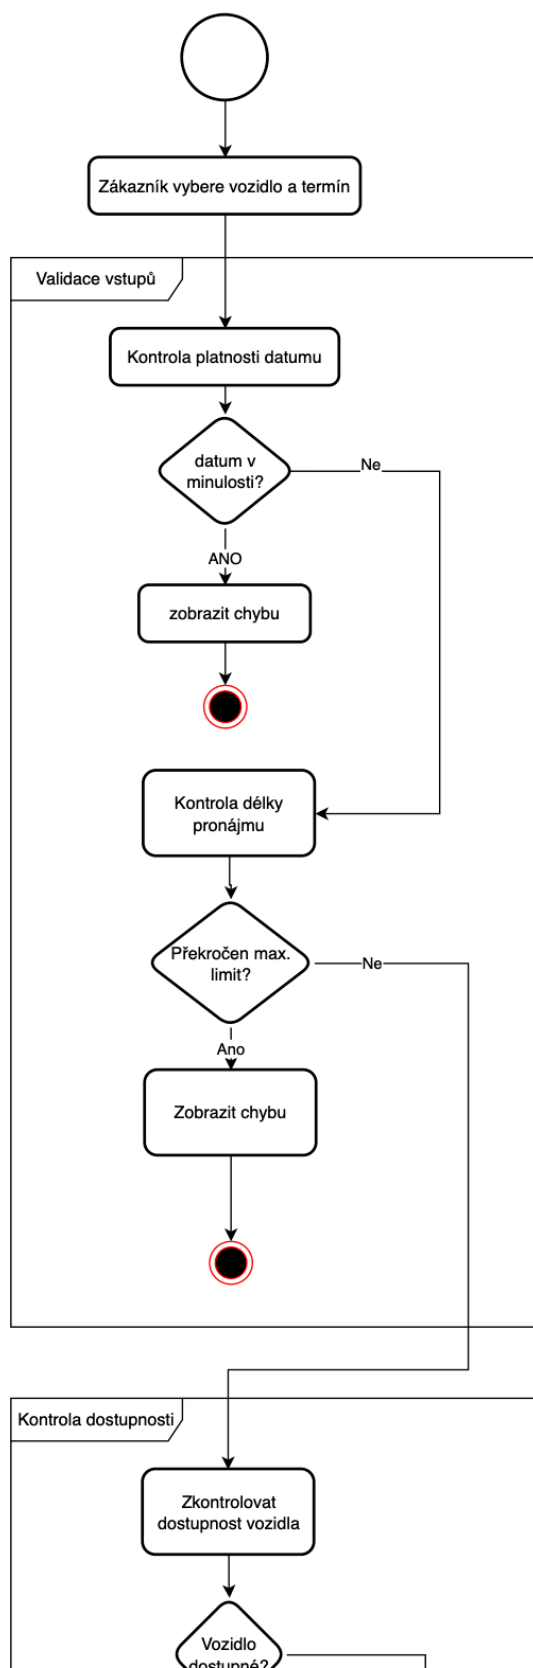 Zákazník vybere vozidlo a termín
Validace vstupů
Kontrola platnosti datumu
datum v
minulosti?
Ne
ANO
zobrazit chybu
Kontrola délky
pronájmu
Překročen max.
limit?
Ne
Ano
Zobrazit chybu
Kontrola dostupnosti
Zkontrolovat
dostupnost vozidla
Vozidlo
dostupné?